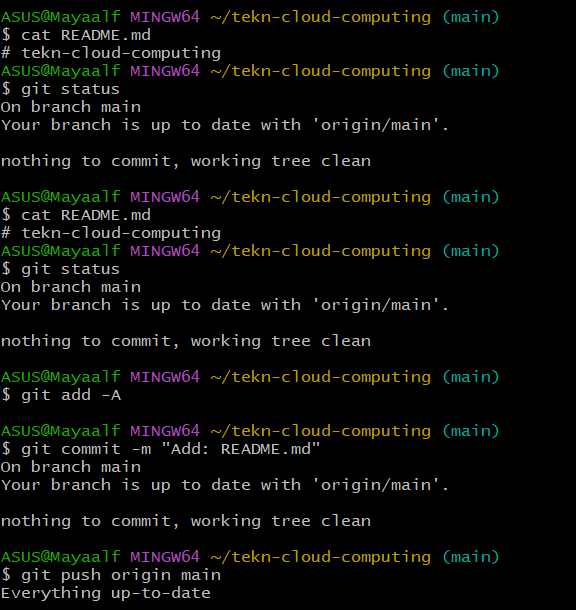 ASUS@Mayaalf MINGW64 ~/tekn-cloud-computing (main)
$ cat README.md
# tekn-cloud-computing
ASUS@Mayaalf MINGW64 ~/tekn-cloud-computing (main)
$ git status
On branch main
Your branch is up to date with 'origin/main'.
nothing to commit, working tree clean
ASUS@Mayaalf MINGW64 ~/tekn-cloud-computing (main)
$ cat README.md
# tekn-cloud-computing
ASUS@Mayaalf MINGW64 ~/tekn-cloud-computing (main)
$ git status
On branch main
Your branch is up to date with 'origin/main'.
nothing to commit, working tree clean
ASUS@Mayaalf MINGW64 ~/tekn-cloud-computing (main)
$ git add -A
ASUS@Mayaalf MINGW64 ~/tekn-cloud-computing (main)
$ git commit -m "Add: README.md"
On branch main
Your branch is up to date with 'origin/main'.
nothing to commit, working tree clean
ASUS@Mayaalf MINGW64 ~/tekn-cloud-computing (main)
$ git push origin main
Everything up-to-date